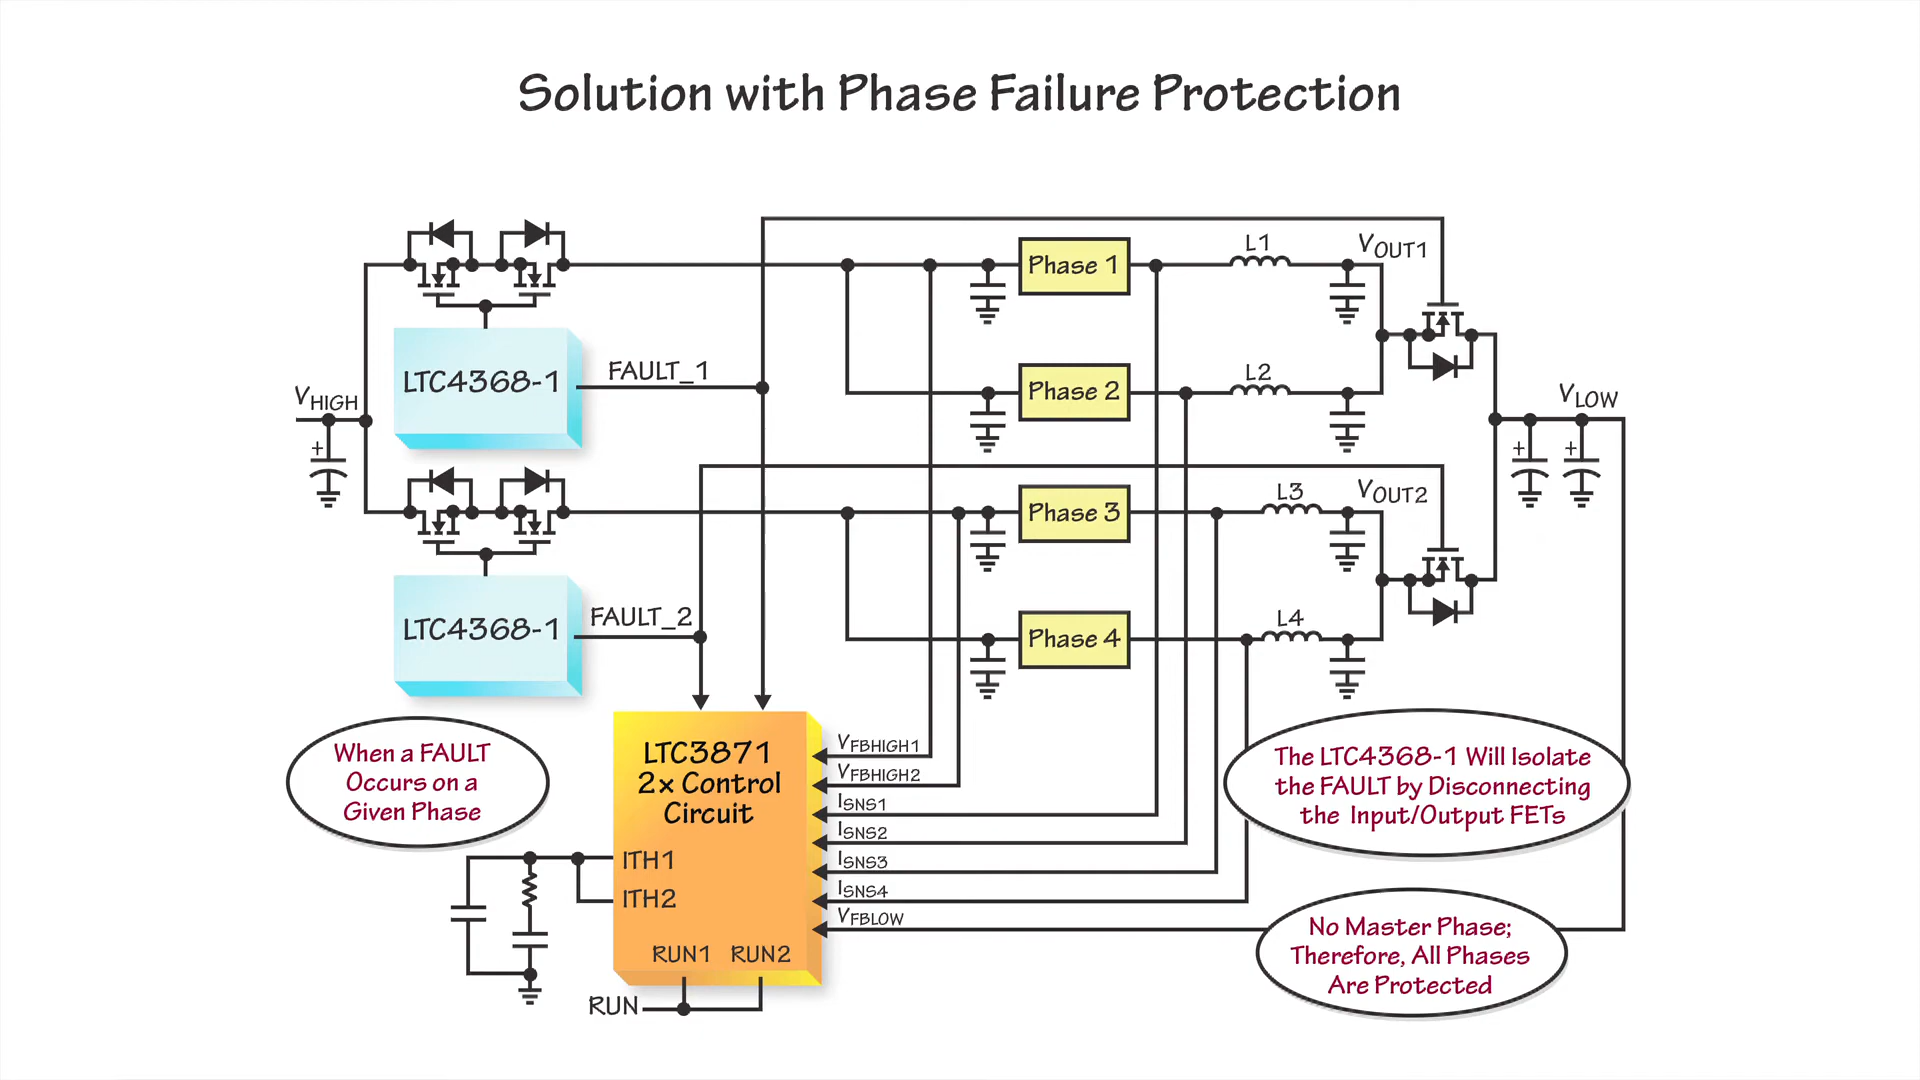 Solution with Phase Failure Protection
VHIGH
+
LTC4368-1
FAULT_1
Phase 1
L1
VOUT1
Phase 2
L2
VLOW
+
+
LTC4368-1
FAULT_2
Phase 3
L3
VOUT2
Phase 4
L4
When a FAULT
Occurs on a
Given Phase
LTC3871
2x Control
Circuit
ITH1
ITH2
RUN1 RUN2
RUN
VFBHIGH1
VFBHIGH2
ISNS1
ISNS2
ISNS3
ISNS4
VFBLOW
The LTC4368-1 Will Isolate
the FAULT by Disconnecting
the Input/Output FETs
No Master Phase;
Therefore, All Phases
Are Protected